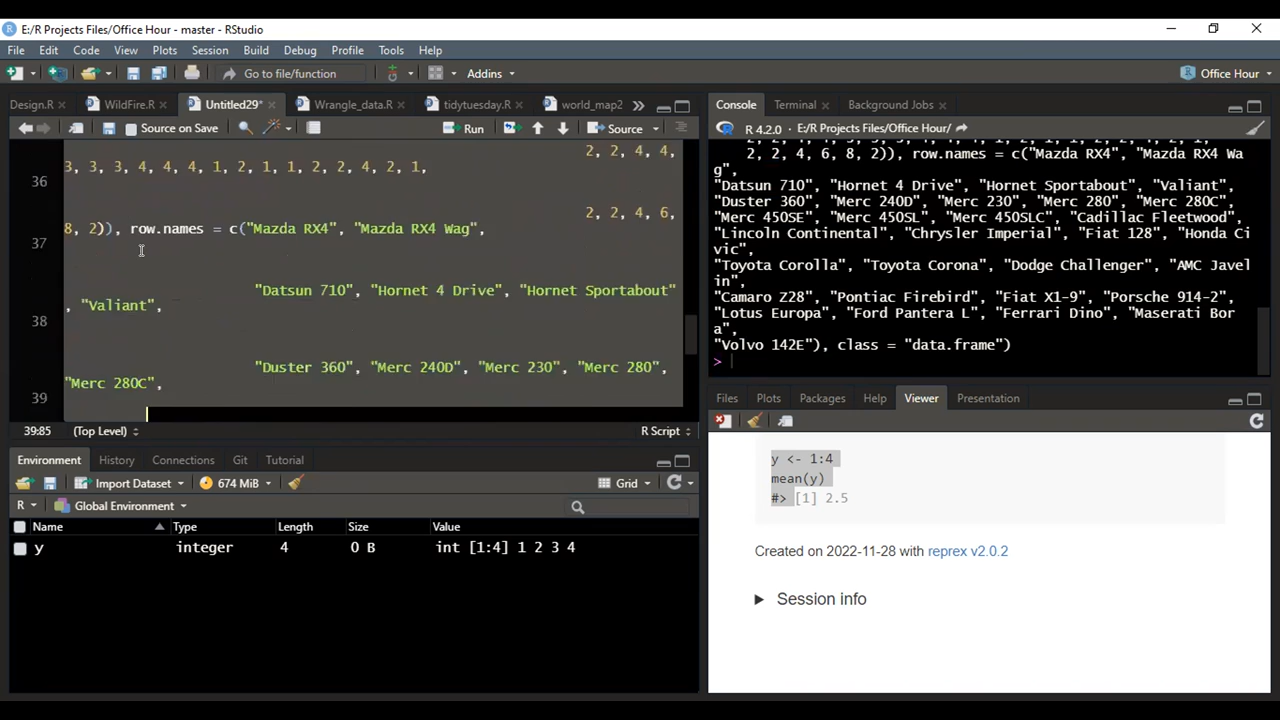 E:/R Projects Files/Office Hour - master - RStudio
File Edit Code View Plots Session Build Debug Profile Tools Help
Go to file/function Addins Office Hour
Design.R WildFire.R Untitled29* Wrangle_data.R tidytuesday.R world_map2
Source on Save Run Source
2, 2, 4, 4,
3, 3, 3, 4, 4, 4, 1, 2, 1, 1, 2, 2, 4, 2, 1,
36
2, 2, 4, 6,
8, 2)), row.names = c("Mazda RX4", "Mazda RX4 Wag",
37
"Datsun 710", "Hornet 4 Drive", "Hornet Sportabout"
, "Valiant",
38
"Duster 360", "Merc 240D", "Merc 230", "Merc 280",
"Merc 280C",
39
39:85 (Top Level) R Script
Environment History Connections Git Tutorial
Import Dataset 674 MiB Grid
R Global Environment
Name Type Length Size Value
y integer 4 0 B int [1:4] 1 2 3 4
Console Terminal Background Jobs
R 4.2.0 · E:/R Projects Files/Office Hour/
2, 2, 4, 6, 8, 2)), row.names = c("Mazda RX4", "Mazda RX4 Wa
g",
"Datsun 710", "Hornet 4 Drive", "Hornet Sportabout", "Valiant",
"Duster 360", "Merc 240D", "Merc 230", "Merc 280", "Merc 280C",
"Merc 450SE", "Merc 450SL", "Merc 450SLC", "Cadillac Fleetwood",
"Lincoln Continental", "Chrysler Imperial", "Fiat 128", "Honda Ci
vic",
"Toyota Corolla", "Toyota Corona", "Dodge Challenger", "AMC Javel
in",
"Camaro Z28", "Pontiac Firebird", "Fiat X1-9", "Porsche 914-2",
"Lotus Europa", "Ford Pantera L", "Ferrari Dino", "Maserati Bor
a",
"Volvo 142E"), class = "data.frame")
>
Files Plots Packages Help Viewer Presentation
y <- 1:4
mean(y)
#> [1] 2.5
Created on 2022-11-28 with reprex v2.0.2
Session info